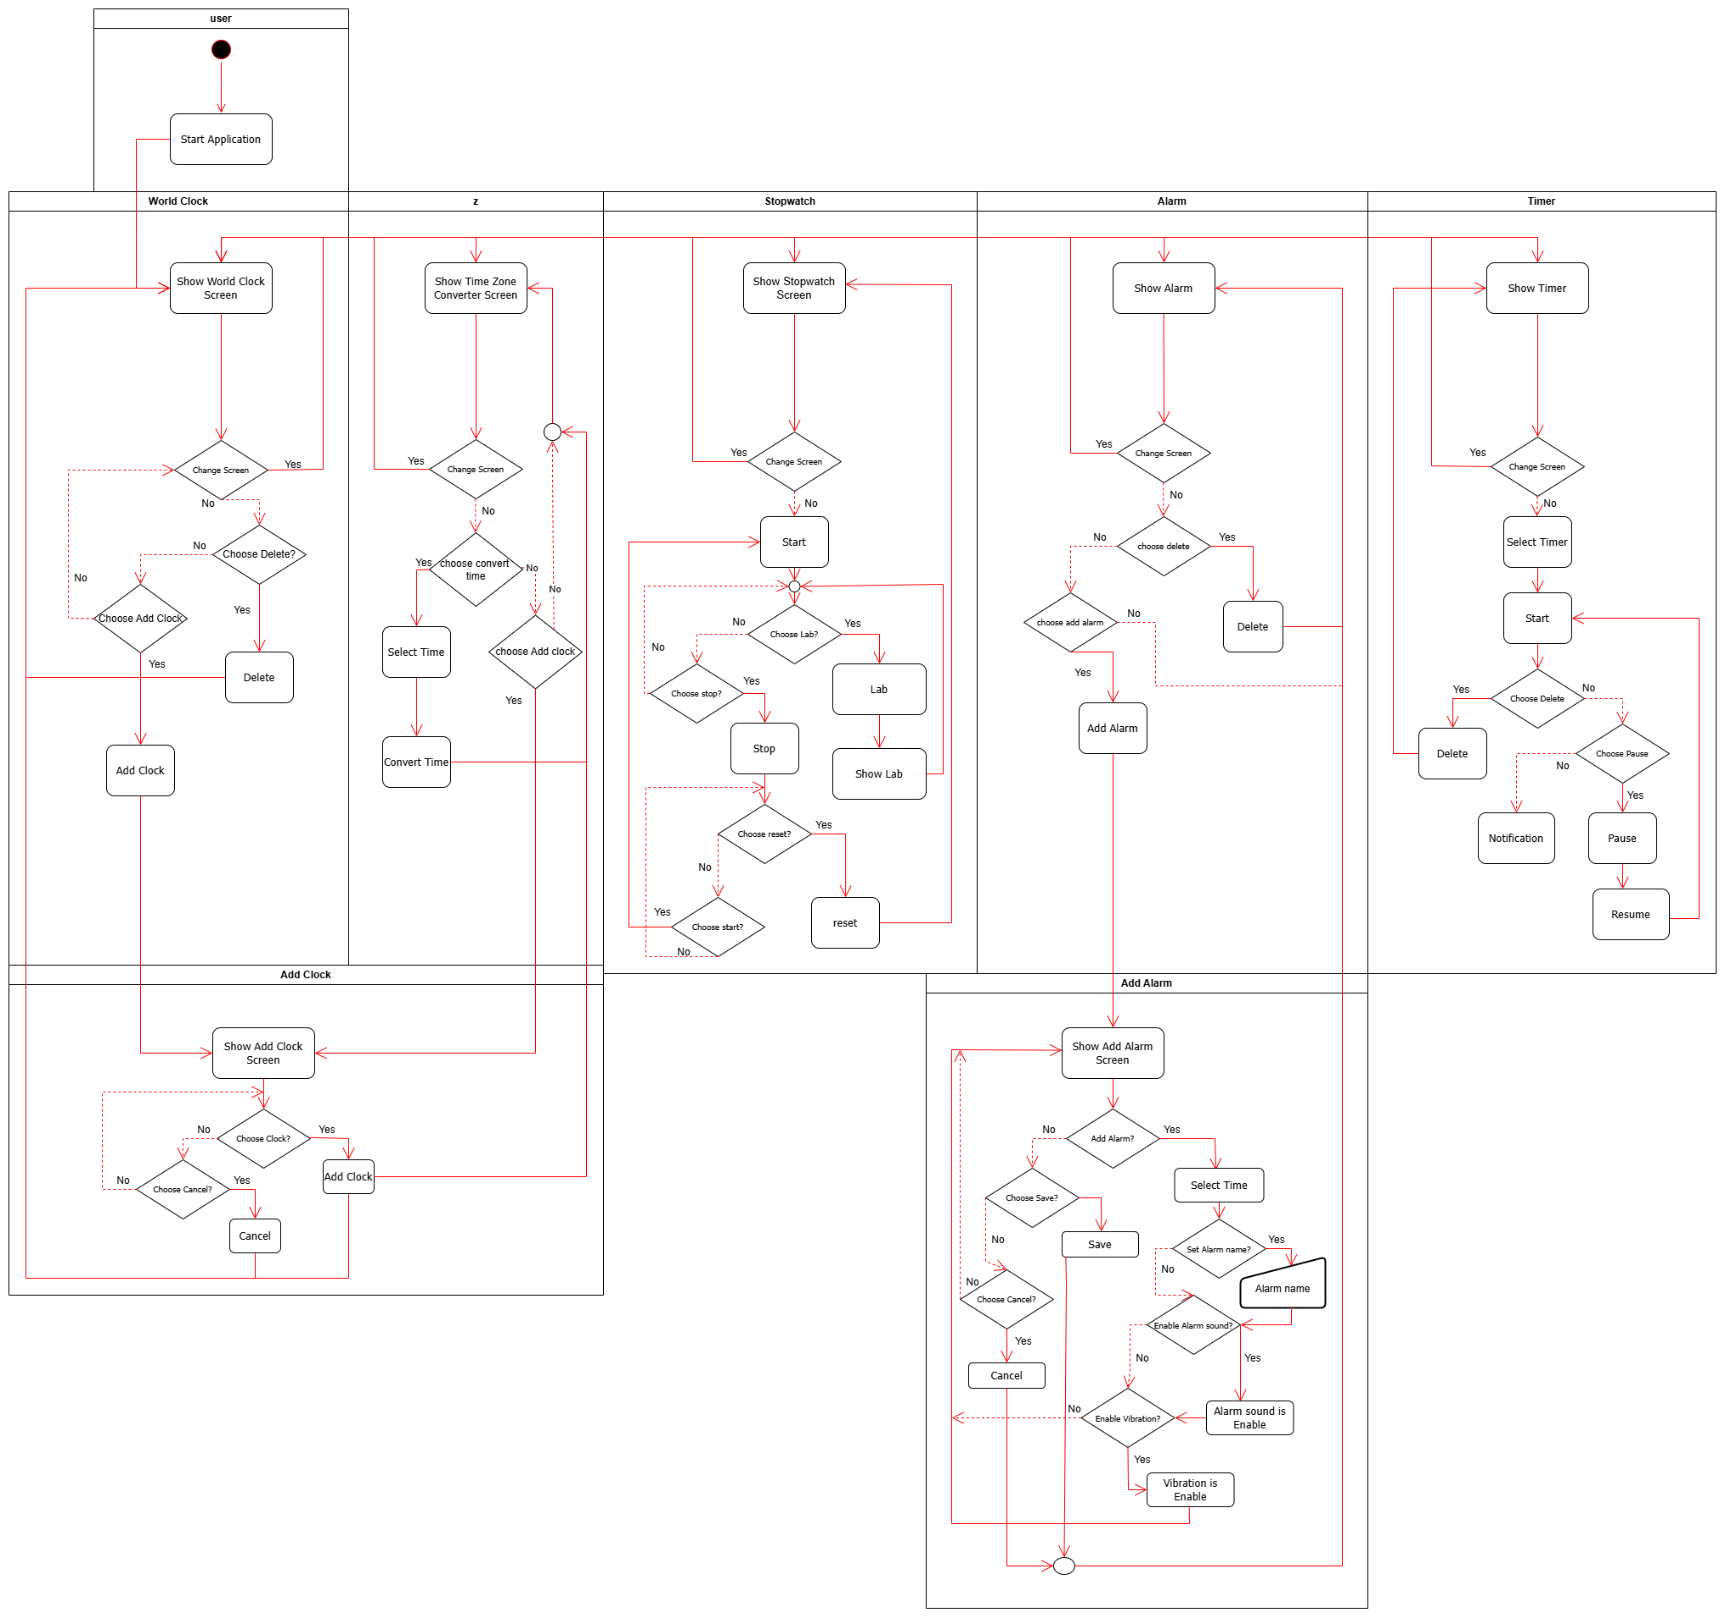 user
Start Application
World Clock
z
Stopwatch
Alarm
Timer
Show World Clock
Screen
Change Screen
Yes
No
Choose Delete?
No
Choose Add Clock
No
Yes
Yes
Delete
Add Clock
Show Time Zone
Converter Screen
Change Screen
Yes
No
choose convert
time
Yes
No
No
Select Time
choose Add clock
Yes
Convert Time
Show Stopwatch
Screen
Change Screen
Yes
No
Start
Choose Lab?
No
Yes
No
Choose stop?
Yes
Lab
Stop
Show Lab
Choose reset?
Yes
No
Yes
Choose start?
No
reset
Show Alarm
Change Screen
Yes
No
choose delete
No
Yes
choose add alarm
No
Delete
Yes
Add Alarm
Show Timer
Change Screen
Yes
No
Select Timer
Start
Choose Delete
Yes
No
Delete
Choose Pause
No
Yes
Notification
Pause
Resume
Add Clock
Show Add Clock
Screen
Choose Clock?
No
Yes
Choose Cancel?
No
Yes
Add Clock
Cancel
Add Alarm
Show Add Alarm
Screen
Add Alarm?
No
Yes
Choose Save?
Select Time
No
Save
Set Alarm name?
Yes
No
Alarm name
No
Choose Cancel?
Enable Alarm sound?
Yes
No
Yes
Cancel
Enable Vibration?
No
Alarm sound is
Enable
Yes
Vibration is
Enable